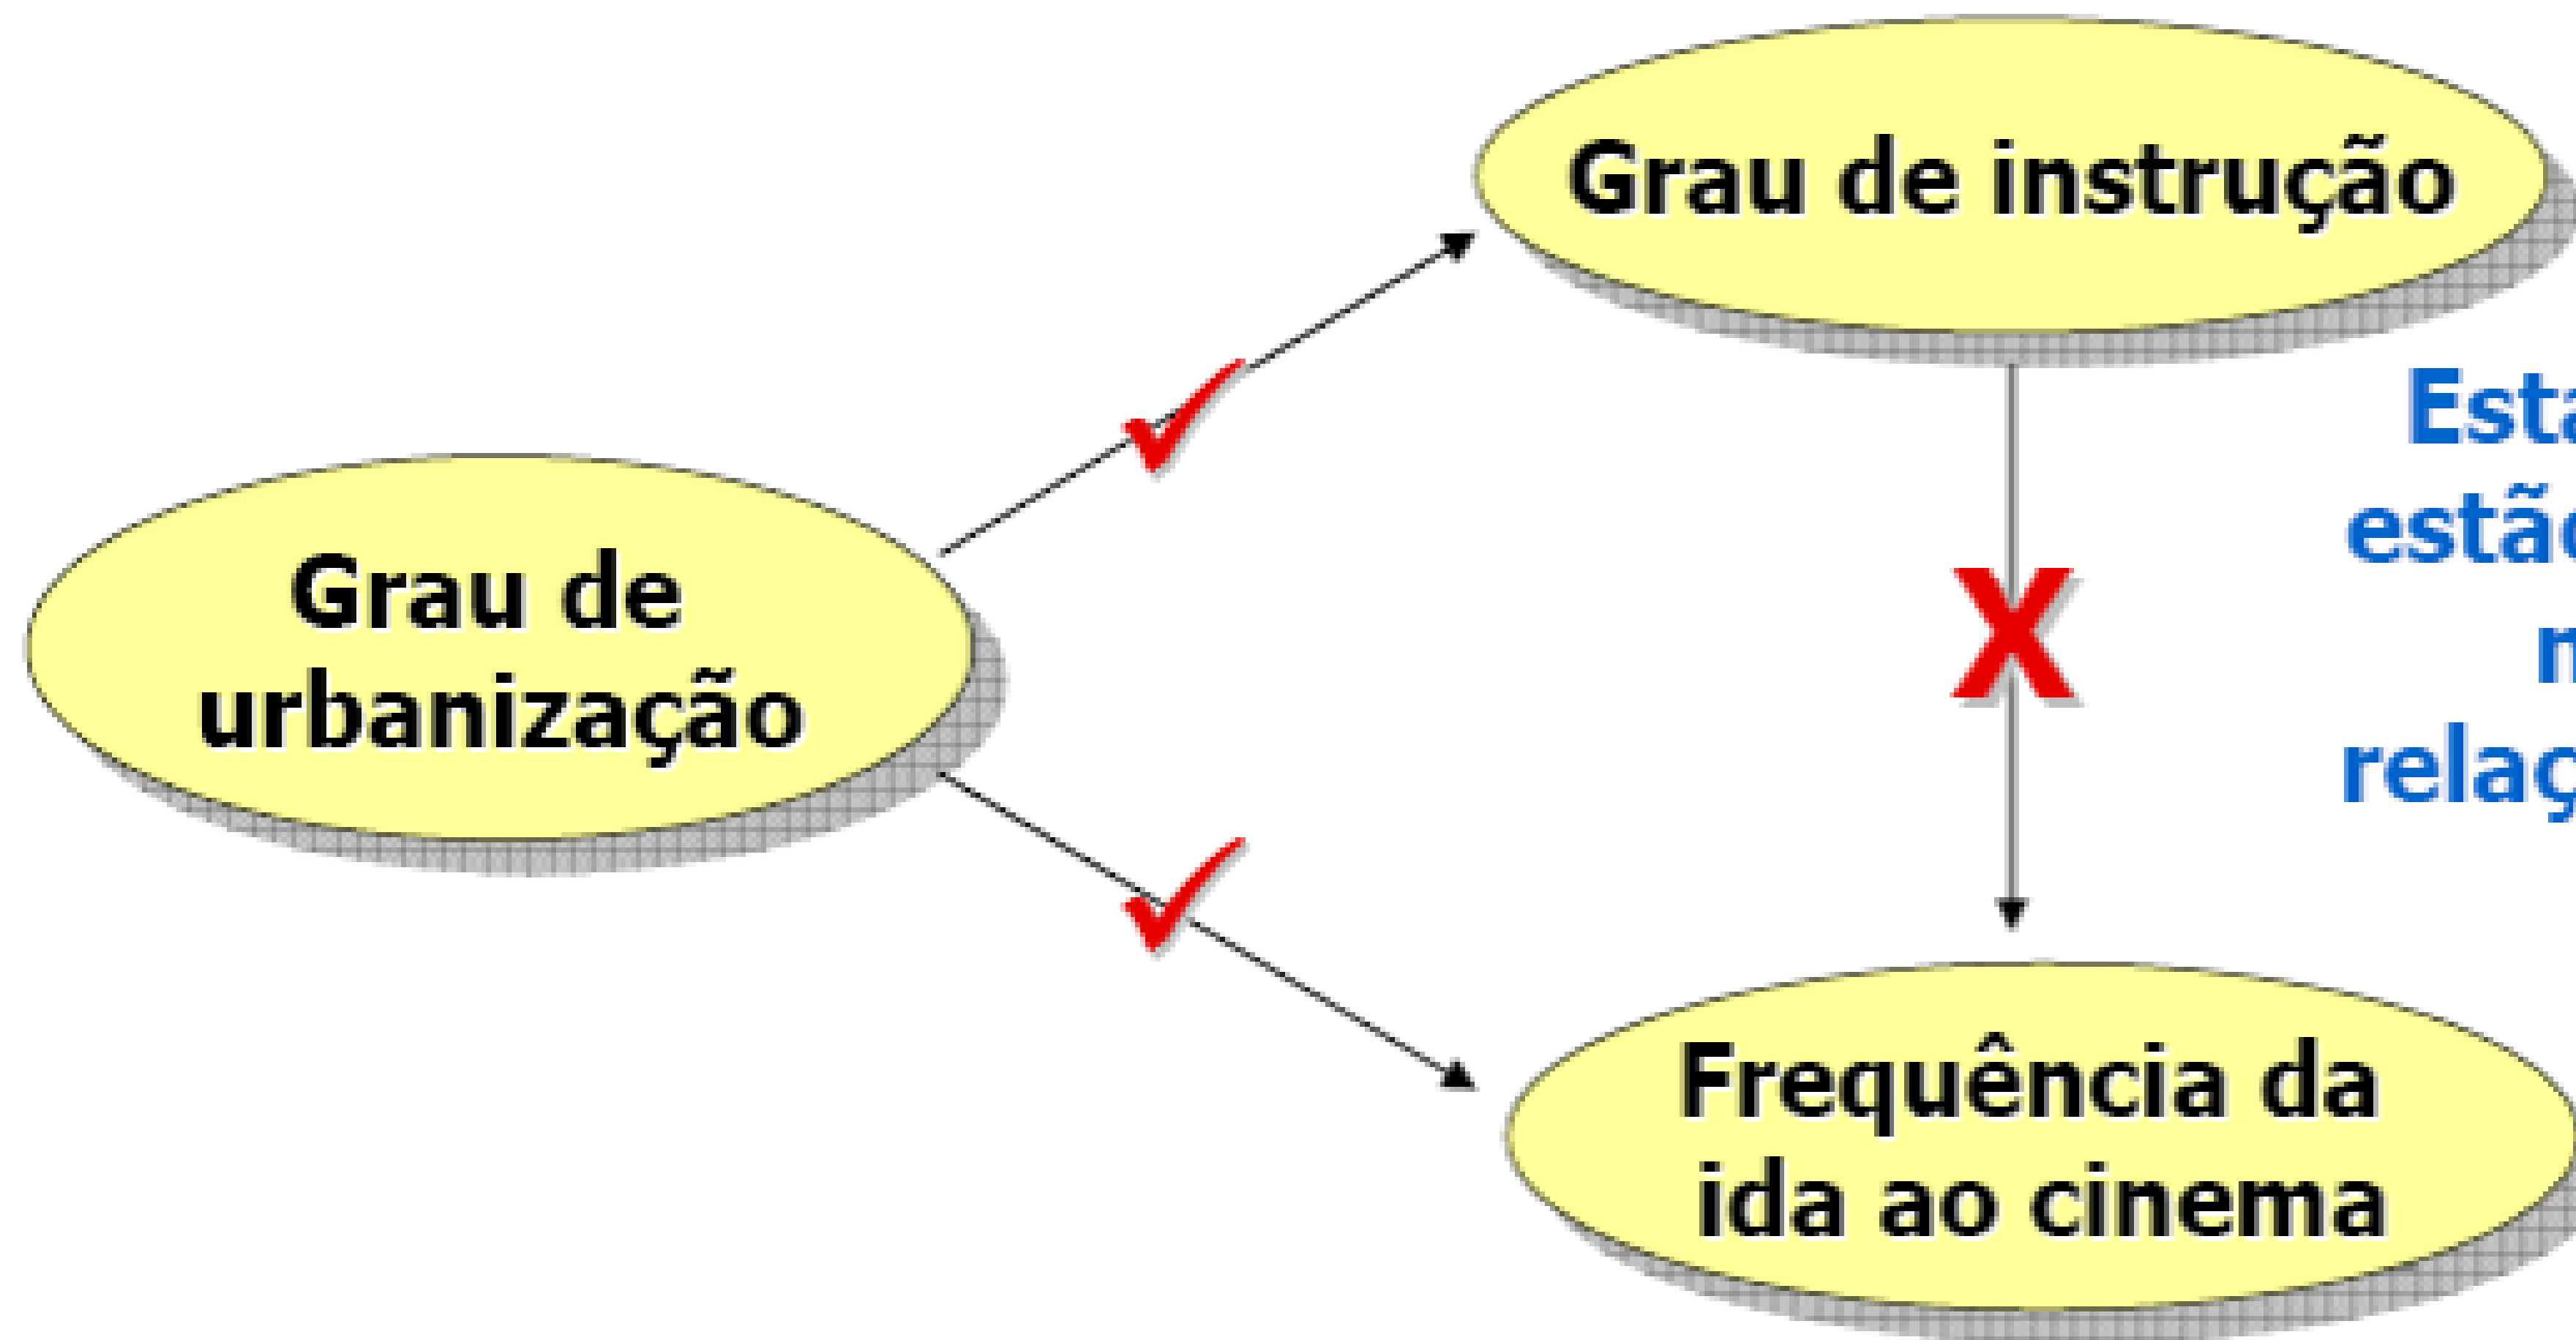 Grau de instrução
Grau de
urbanização
Frequência da
ida ao cinema